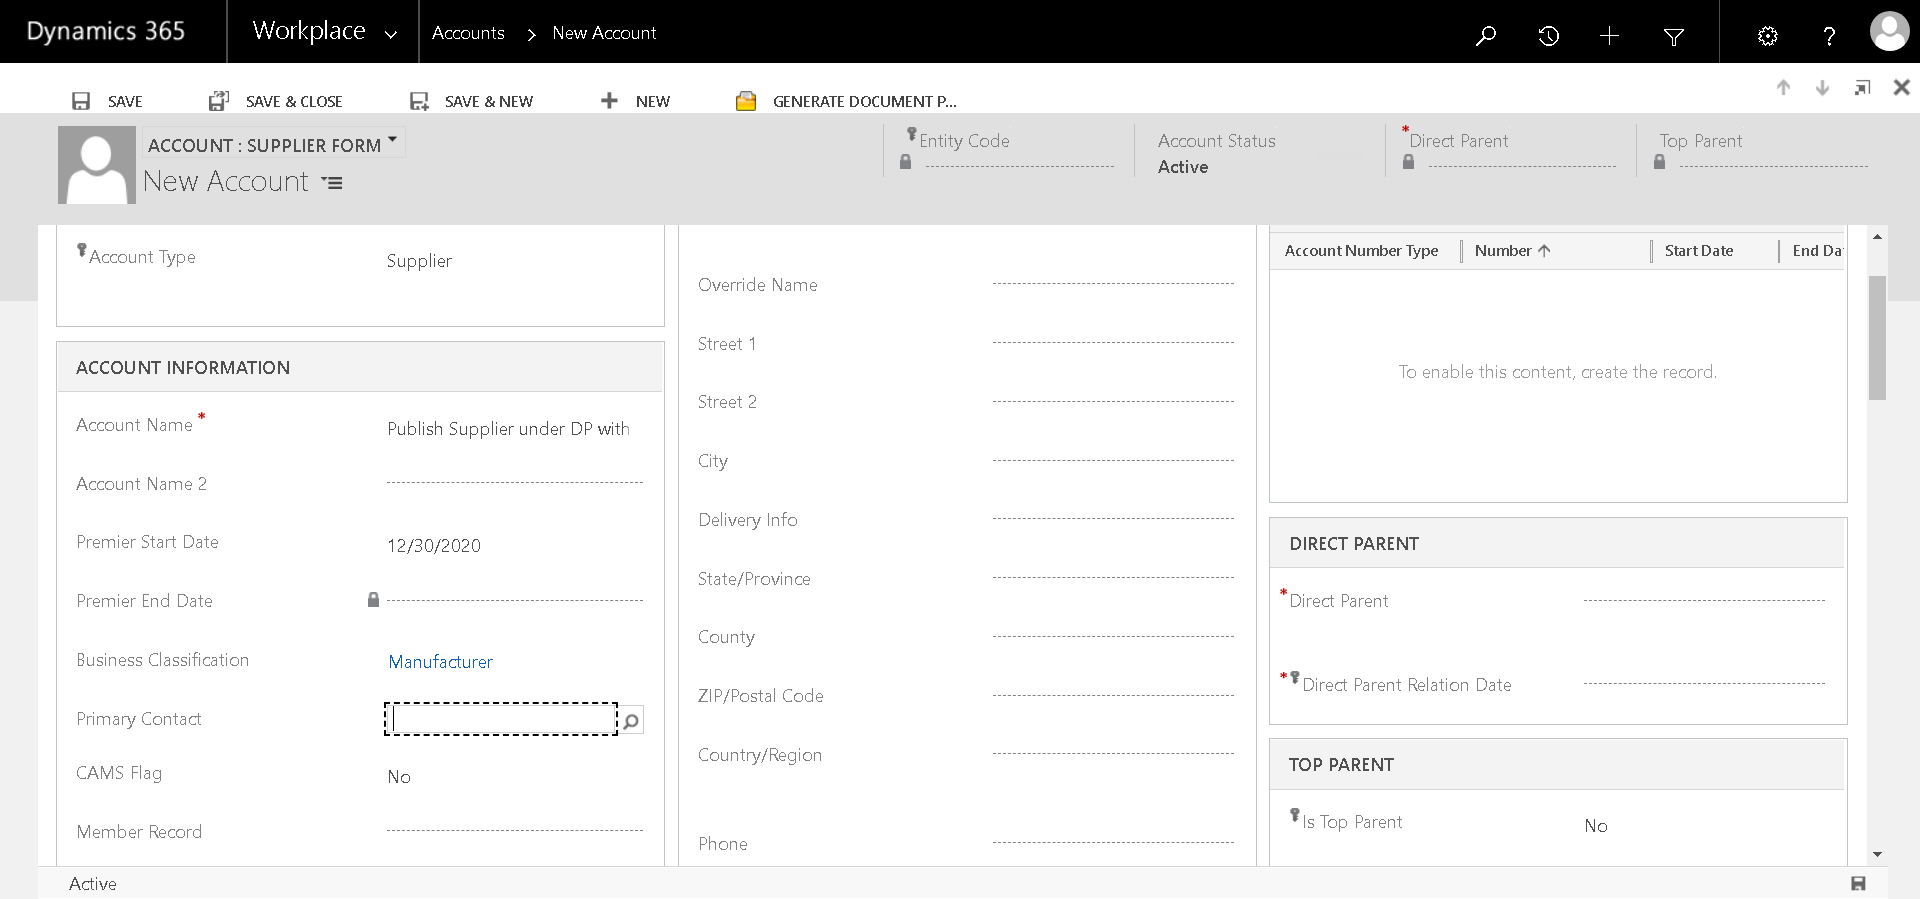 Dynamics 365
Workplace
Accounts > New Account
SAVE
SAVE & CLOSE
SAVE & NEW
NEW
GENERATE DOCUMENT P...
ACCOUNT : SUPPLIER FORM
New Account
Entity Code
Account Status
Active
*Direct Parent
Top Parent
Account Type
Supplier
ACCOUNT INFORMATION
Account Name *
Publish Supplier under DP with
Account Name 2
Premier Start Date
12/30/2020
Premier End Date
Business Classification
Manufacturer
Primary Contact
CAMS Flag
No
Member Record
Override Name
Street 1
Street 2
City
Delivery Info
State/Province
County
ZIP/Postal Code
Country/Region
Phone
Account Number Type
Number
Start Date
End Da
To enable this content, create the record.
DIRECT PARENT
*Direct Parent
*Direct Parent Relation Date
TOP PARENT
Is Top Parent
No
Active